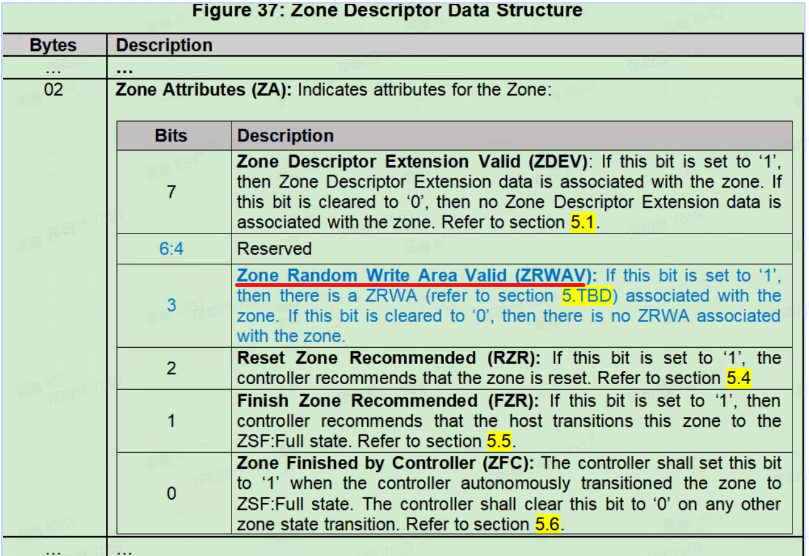 Figure 37: Zone Descriptor Data Structure
Bytes Description
... ...
02 Zone Attributes (ZA): Indicates attributes for the Zone:
Bits Description
Zone Descriptor Extension Valid (ZDEV): If this bit is set to ‘1’,
then Zone Descriptor Extension data is associated with the zone. If
7 this bit is cleared to ‘0’, then no Zone Descriptor Extension data is
associated with the zone. Refer to section 5.1.
6:4 Reserved
Zone Random Write Area Valid (ZRWAV): If this bit is set to ‘1’,
then there is a ZRWA (refer to section 5.TBD) associated with the
3 zone. If this bit is cleared to ‘0’, then there is no ZRWA associated
with the zone.
Reset Zone Recommended (RZR): If this bit is set to ‘1’, the
2 controller recommends that the zone is reset. Refer to section 5.4
Finish Zone Recommended (FZR): If this bit is set to ‘1’, then
1 controller recommends that the host transitions this zone to the
ZSF:Full state. Refer to section 5.5.
Zone Finished by Controller (ZFC): The controller shall set this bit
0 to ‘1’ when the controller autonomously transitioned the zone to
ZSF:Full state. The controller shall clear this bit to ‘0’ on any other
zone state transition. Refer to section 5.6.
... ...